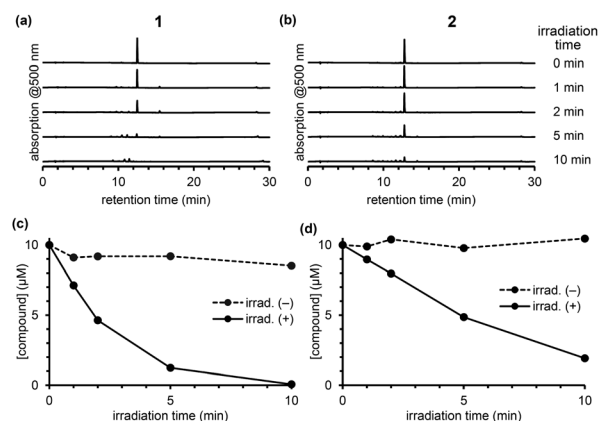 (a)
1
absorption @500 nm
0
10
20
30
retention time (min)
(b)
2
absorption @500 nm
0
10
20
30
retention time (min)
irradiation
time
0 min
1 min
2 min
5 min
10 min
(c)
[compound] (µM)
10
5
0
0
5
10
irradiation time (min)
irrad. (–)
irrad. (+)
(d)
[compound] (µM)
10
5
0
0
5
10
irradiation time (min)
irrad. (–)
irrad. (+)